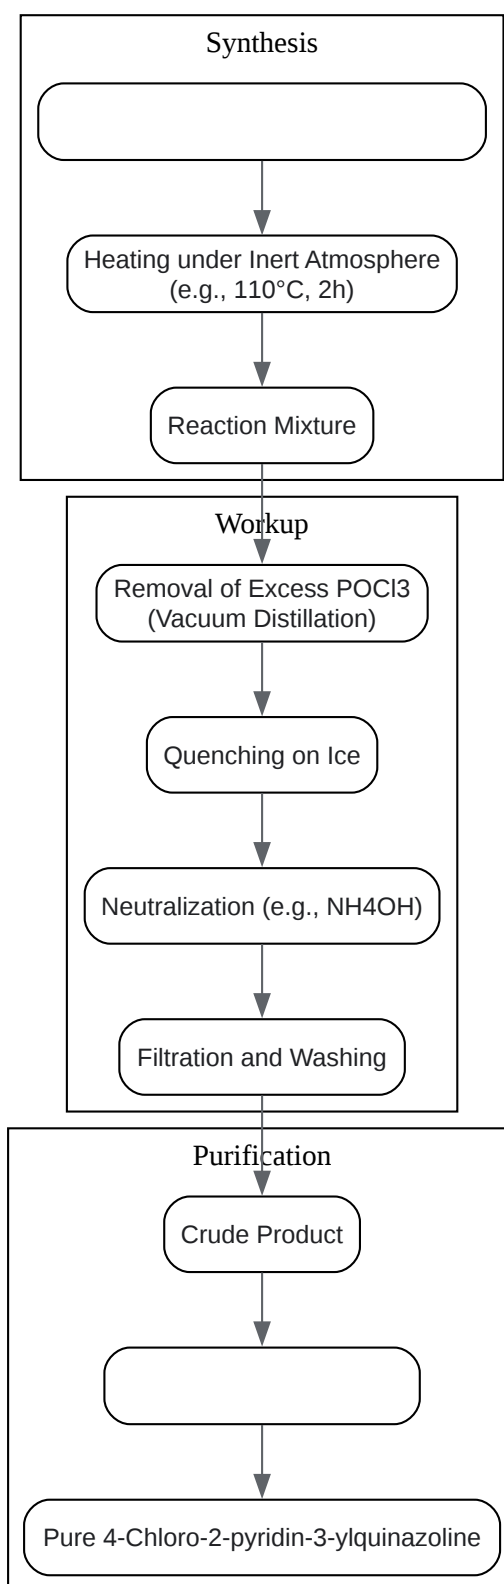 Synthesis
Heating under Inert Atmosphere
(e.g., 110°C, 2h)
Reaction Mixture
Workup
Removal of Excess POCl3
(Vacuum Distillation)
Quenching on Ice
Neutralization (e.g., NH4OH)
Filtration and Washing
Purification
Crude Product
Pure 4-Chloro-2-pyridin-3-ylquinazoline